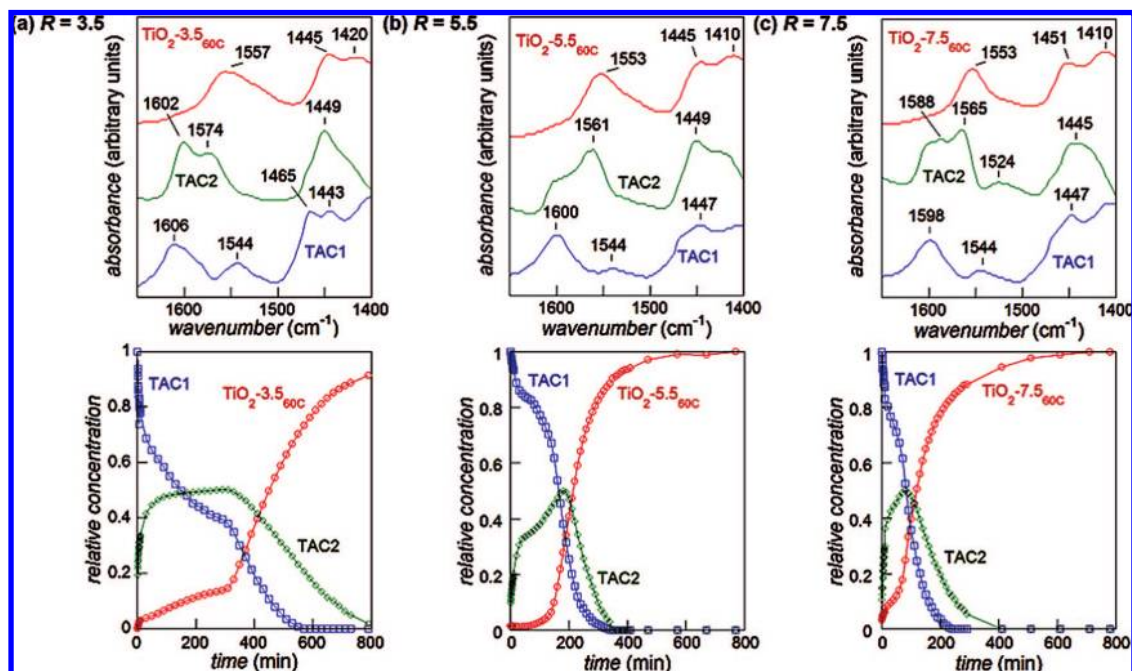 (a) R = 3.5
TiO2-3.560C
1557
1445
1420
1602
1574
1449
TAC2
1465
1443
1606
1544
TAC1
absorbance (arbitrary units)
1600
1500
1400
wavenumber (cm-1)
(b) R = 5.5
TiO2-5.560C
1553
1445
1410
1561
1449
TAC2
1600
1544
1447
TAC1
absorbance (arbitrary units)
1600
1500
1400
wavenumber (cm-1)
(c) R = 7.5
TiO2-7.560C
1553
1451
1410
1588
1565
1524
1445
TAC2
1598
1544
1447
TAC1
absorbance (arbitrary units)
1600
1500
1400
wavenumber (cm-1)
1
0.8
0.6
0.4
0.2
0
relative concentration
TAC1
TiO2-3.560C
TAC2
0
200
400
600
800
time (min)
1
0.8
0.6
0.4
0.2
0
relative concentration
TAC1
TiO2-5.560C
TAC2
0
200
400
600
800
time (min)
1
0.8
0.6
0.4
0.2
0
relative concentration
TAC1
TiO2-7.560C
TAC2
0
200
400
600
800
time (min)